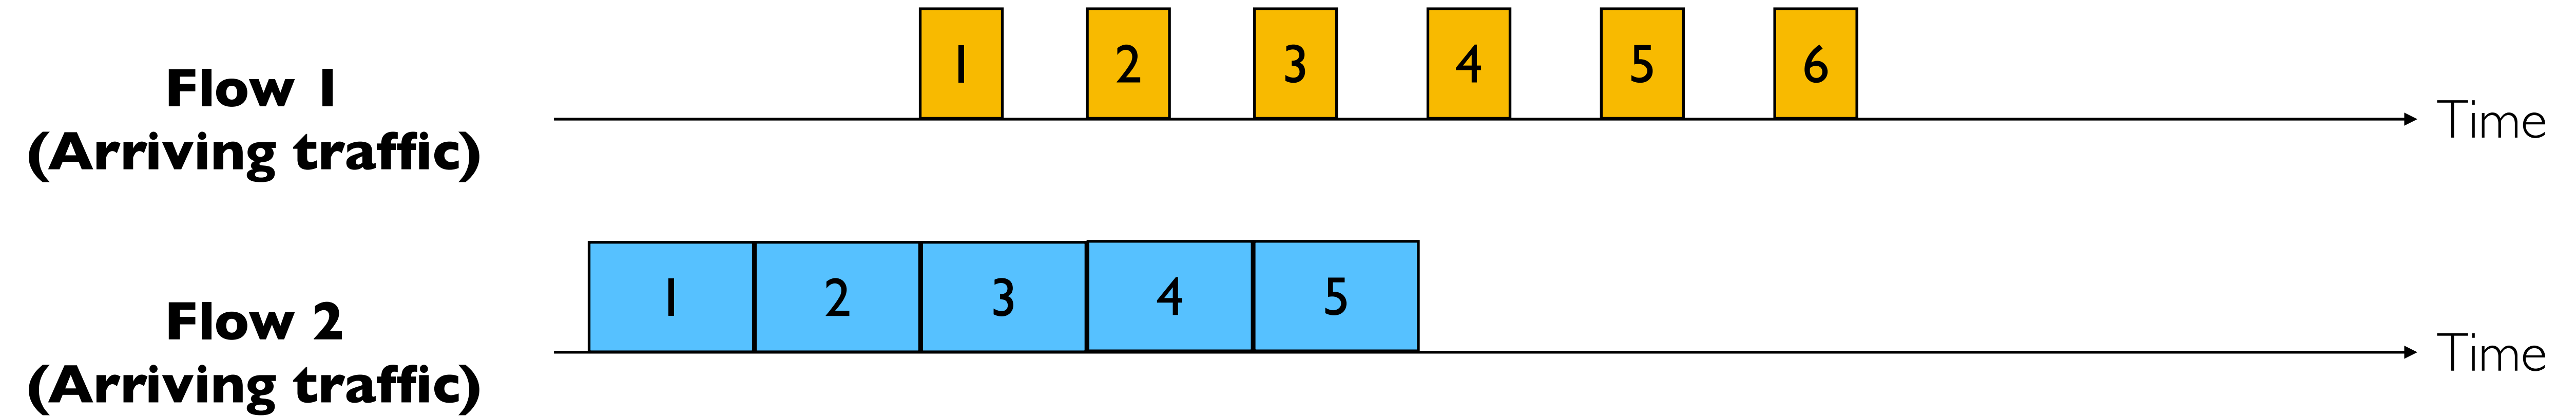 1 2 3 4 5 6
Flow 1
(Arriving traffic)
Time
1 2 3 4 5
Flow 2
(Arriving traffic)
Time